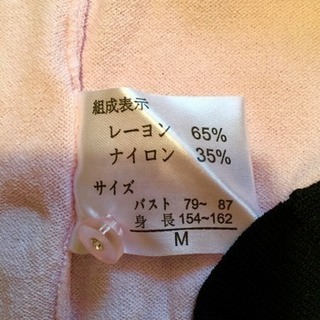 組成表示
レーヨン 65%
ナイロン 35%
サイズ
バスト 79~ 87
身 長 154~162
M